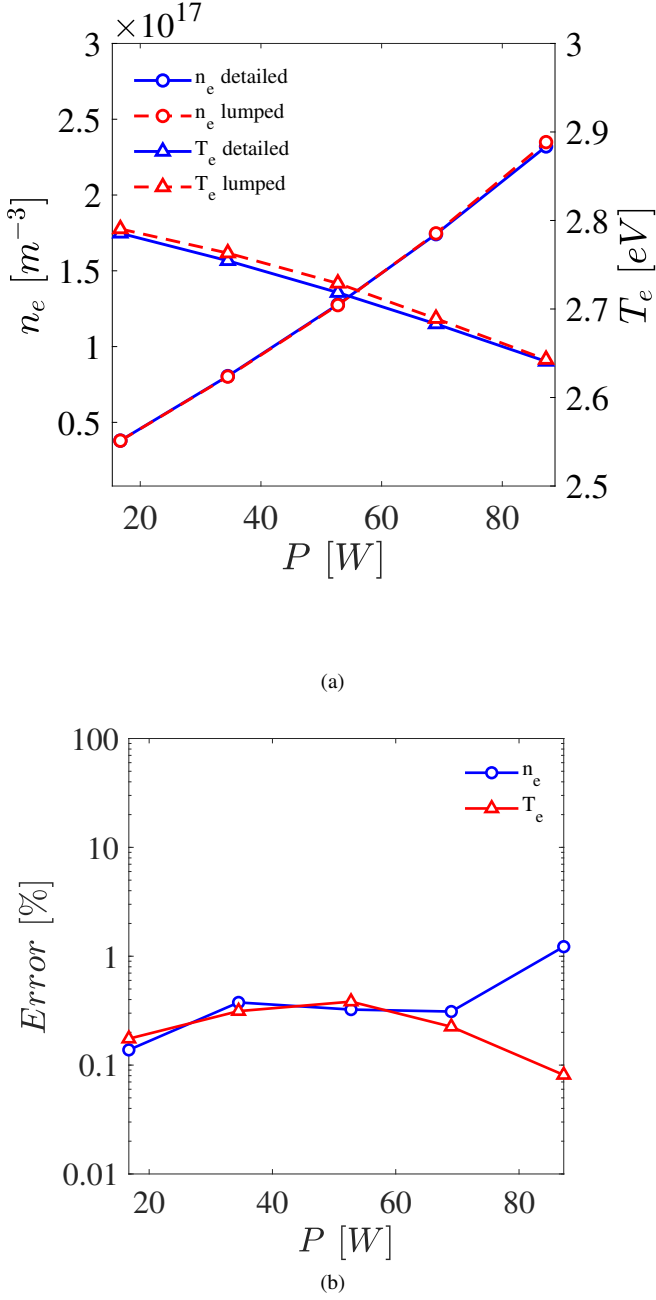 ×10^17
3
2.5
2
1.5
1
0.5
n_e [m^−3]
3
2.9
2.8
2.7
2.6
2.5
T_e [eV]
n_e detailed
n_e lumped
T_e detailed
T_e lumped
20 40 60 80
P [W]
(a)
100
10
1
0.1
0.01
Error [%]
n_e
T_e
20 40 60 80
P [W]
(b)